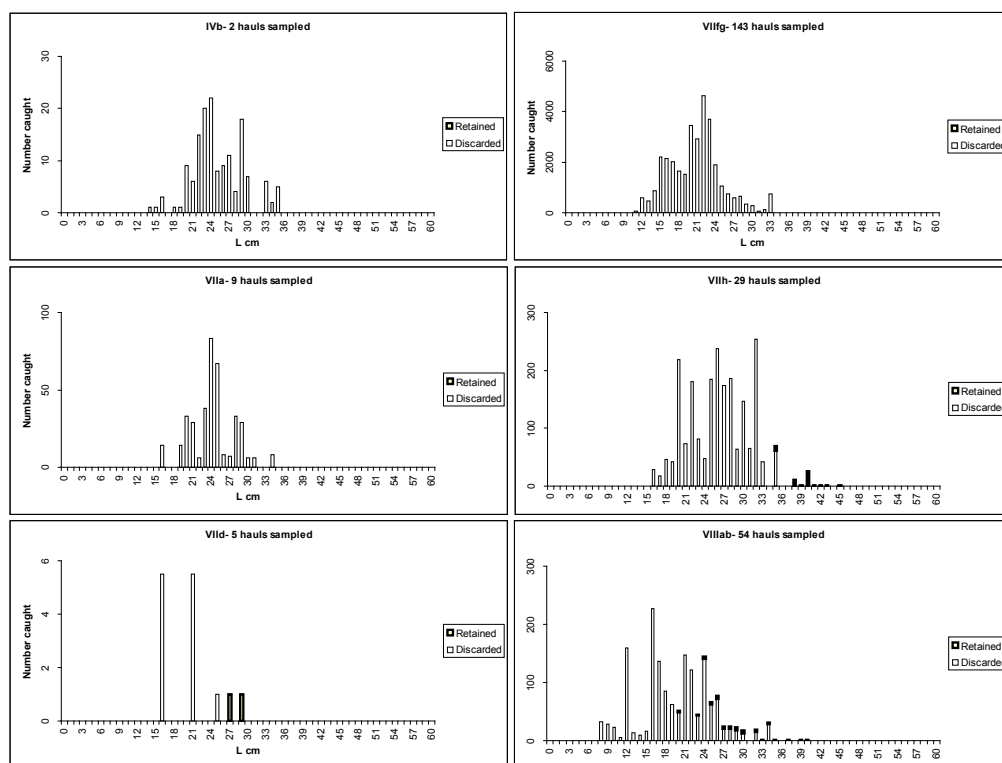 IVb- 2 hauls sampled
Number caught
30
20
10
0
0 3 6 9 12 15 18 21 24 27 30 33 36 39 42 45 48 51 54 57 60
L cm
Retained
Discarded
VIIfg- 143 hauls sampled
Number caught
6000
4000
2000
0
0 3 6 9 12 15 18 21 24 27 30 33 36 39 42 45 48 51 54 57 60
L cm
Retained
Discarded
VIIa- 9 hauls sampled
Number caught
100
50
0
0 3 6 9 12 15 18 21 24 27 30 33 36 39 42 45 48 51 54 57 60
L cm
Retained
Discarded
VIIh- 29 hauls sampled
300
200
100
0
0 3 6 9 12 15 18 21 24 27 30 33 36 39 42 45 48 51 54 57 60
Retained
Discarded
VIId- 5 hauls sampled
Number caught
6
4
2
0
0 3 6 9 12 15 18 21 24 27 30 33 36 39 42 45 48 51 54 57 60
L cm
Retained
Discarded
VIIIab- 54 hauls sampled
300
200
100
0
0 3 6 9 12 15 18 21 24 27 30 33 36 39 42 45 48 51 54 57 60
Retained
Discarded